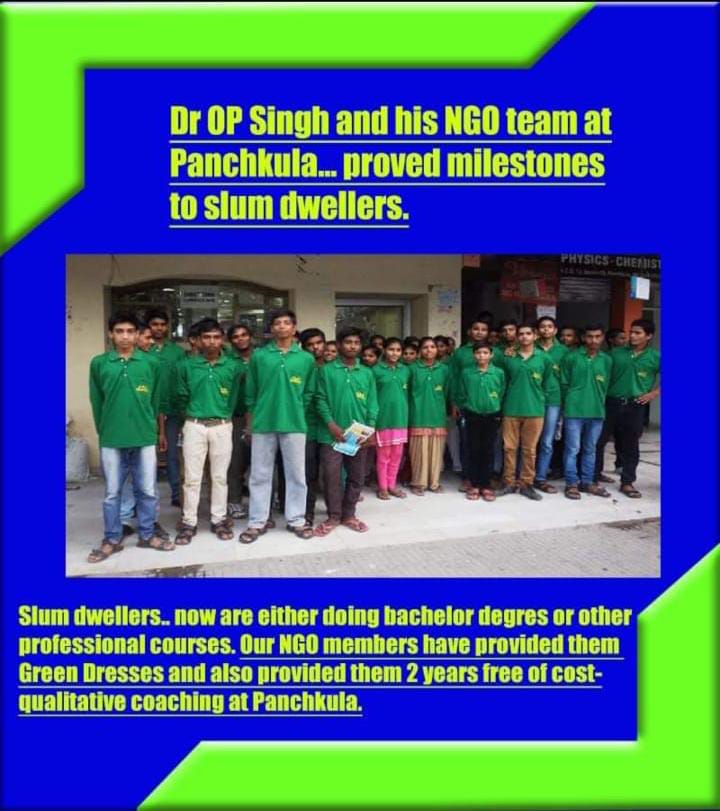 Dr OP Singh and his NGO team at
Panchkula... proved milestones
to slum dwellers.
PHYSICS-CHEMIST
Slum dwellers.. now are either doing bachelor degres or other
professional courses. Our NGO members have provided them
Green Dresses and also provided them 2 years free of cost-
qualitative coaching at Panchkula.